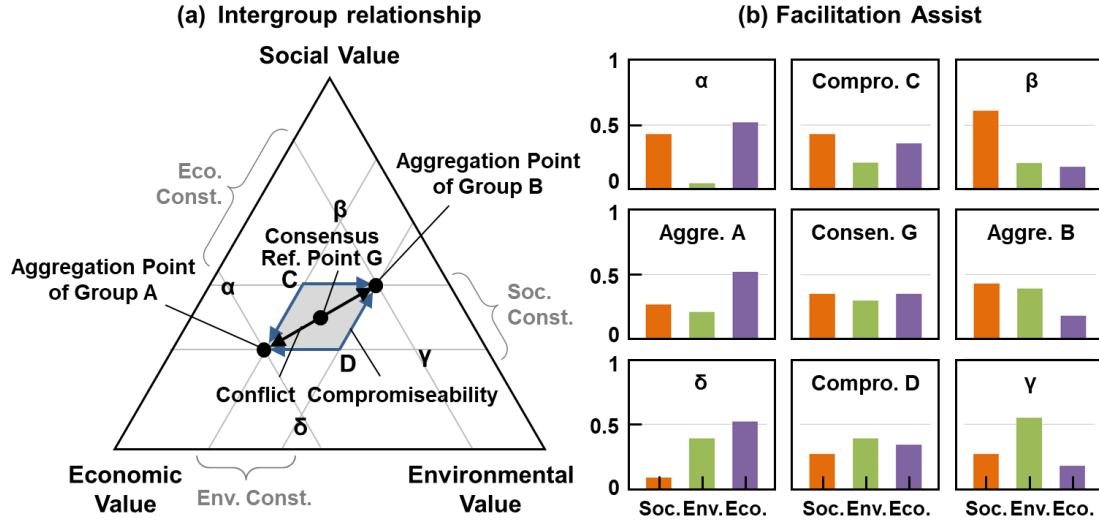 (a) Intergroup relationship
Social Value
Eco.
Const.
Aggregation Point
of Group B
β
Consensus
Ref. Point G
Aggregation Point
of Group A
α
C
Soc.
Const.
D
γ
Conflict
Compromiseability
δ
Economic
Value
Env. Const.
Environmental
Value
(b) Facilitation Assist
1
0.5
0
α
Compro. C
β
1
0.5
0
Aggre. A
Consen. G
Aggre. B
1
0.5
0
δ
Compro. D
γ
Soc. Env. Eco.
Soc. Env. Eco.
Soc. Env. Eco.